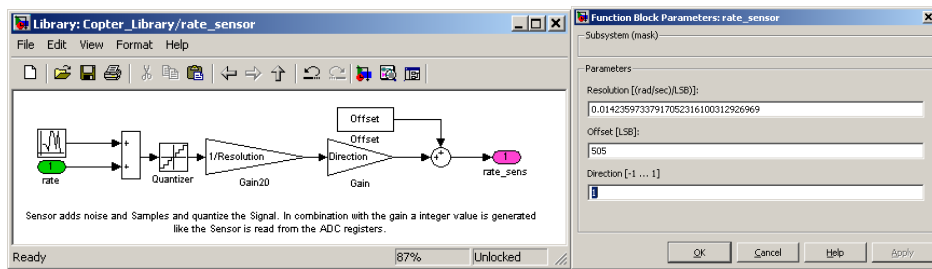 Library: Copter_Library/rate_sensor
File Edit View Format Help
Offset
Offset
1/Resolution
Direction
1
rate
Quantizer
Gain20
Gain
1
rate_sens
Sensor adds noise and Samples and quantize the Signal. In combination with the gain a integer value is generated
like the Sensor is read from the ADC registers.
Ready 87% Unlocked
Function Block Parameters: rate_sensor
Subsystem (mask)
Parameters
Resolution [(rad/sec)/LSB)]:
0.01423597337917052316100312926969
Offset [LSB]:
505
Direction [-1 ... 1]
1
OK Cancel Help Apply